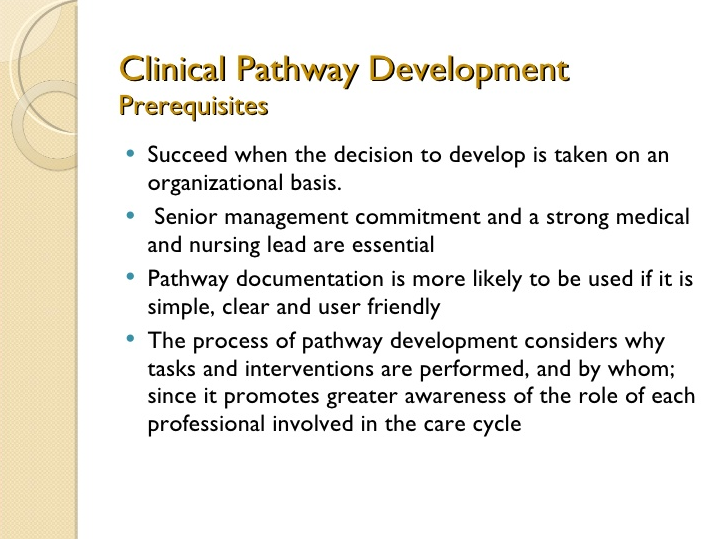 Clinical Pathway Development
Prerequisites
• Succeed when the decision to develop is taken on an
organizational basis.
• Senior management commitment and a strong medical
and nursing lead are essential
• Pathway documentation is more likely to be used if it is
simple, clear and user friendly
• The process of pathway development considers why
tasks and interventions are performed, and by whom;
since it promotes greater awareness of the role of each
professional involved in the care cycle